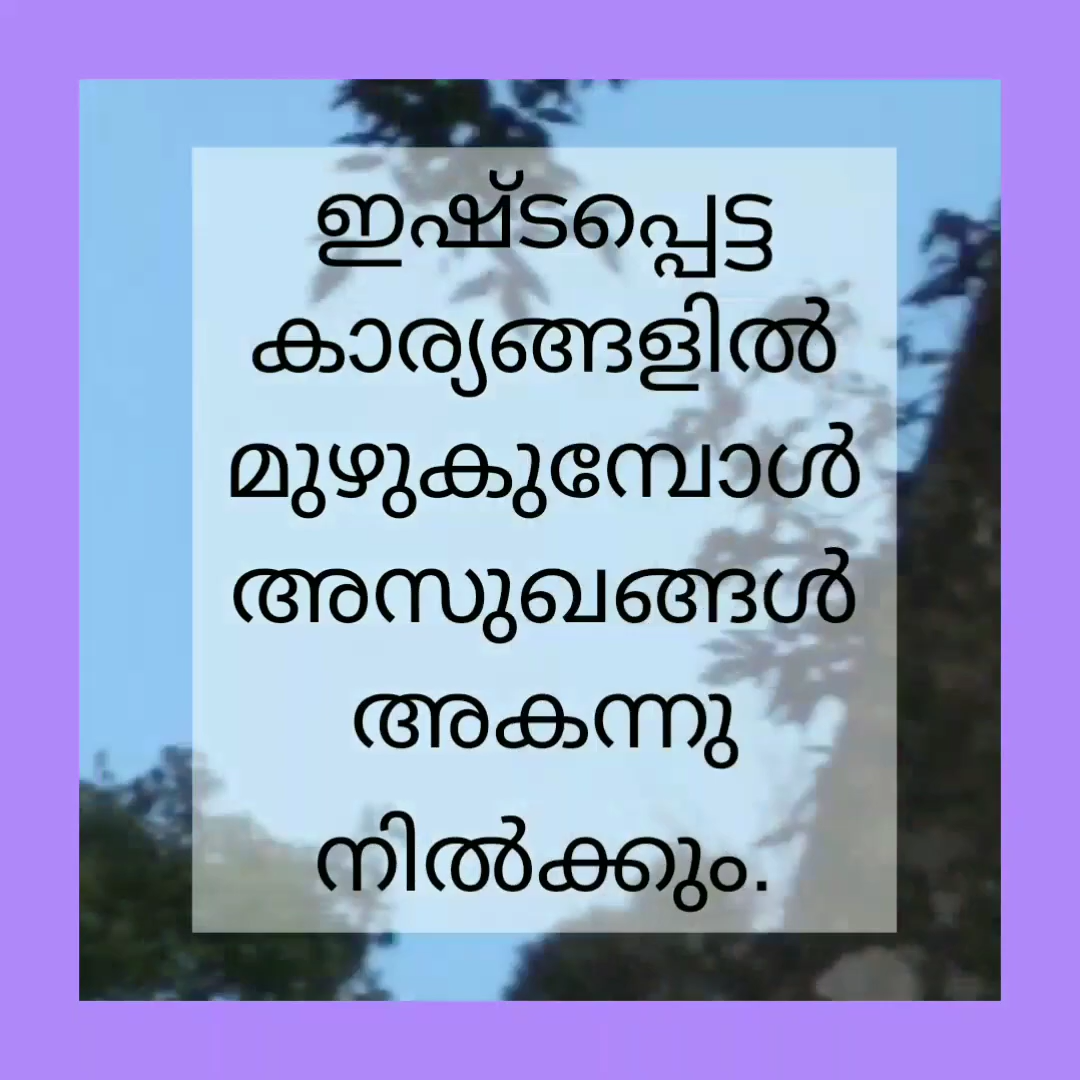 ഇഷ്ടപ്പെട്ട
കാര്യങ്ങളിൽ
മുഴുകുമ്പോൾ
അസുഖങ്ങൾ
അകന്നു
നിൽക്കും.